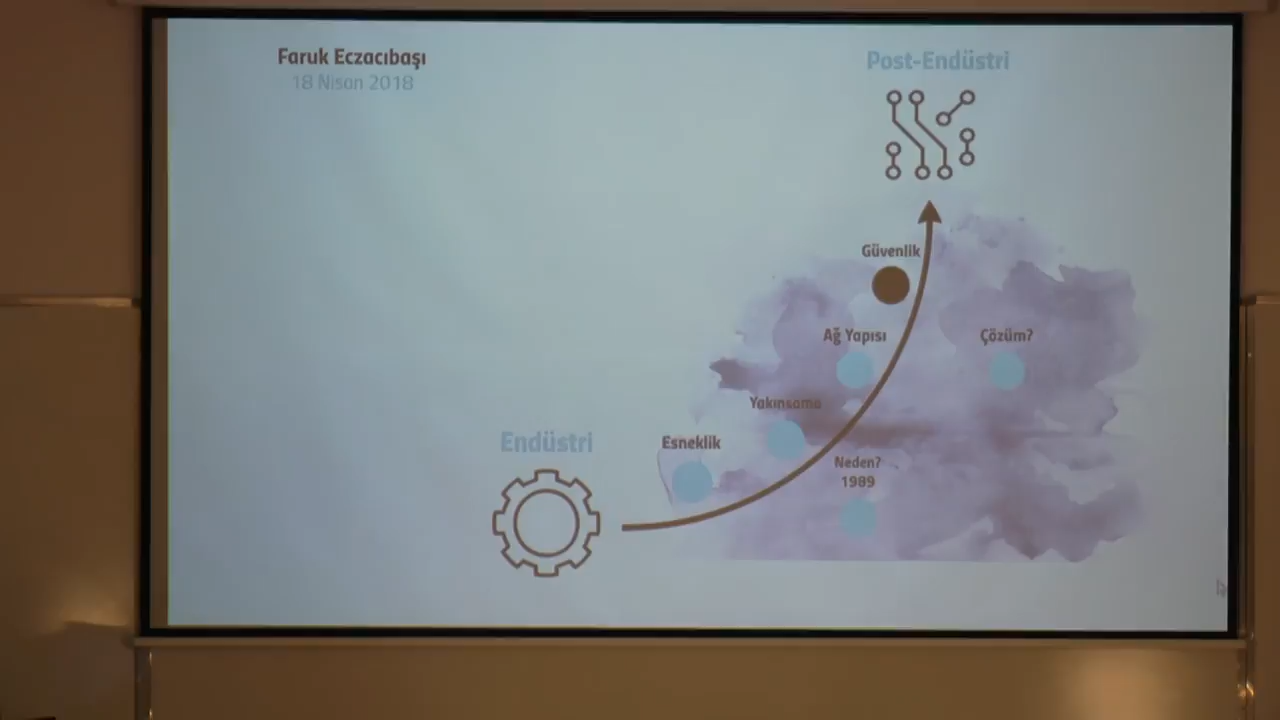 Faruk Eczacıbaşı
18 Nisan 2018
Post-Endüstri
Güvenlik
Ağ Yapısı
Çözüm?
Yakınsama
Endüstri
Esneklik
Neden?
1989